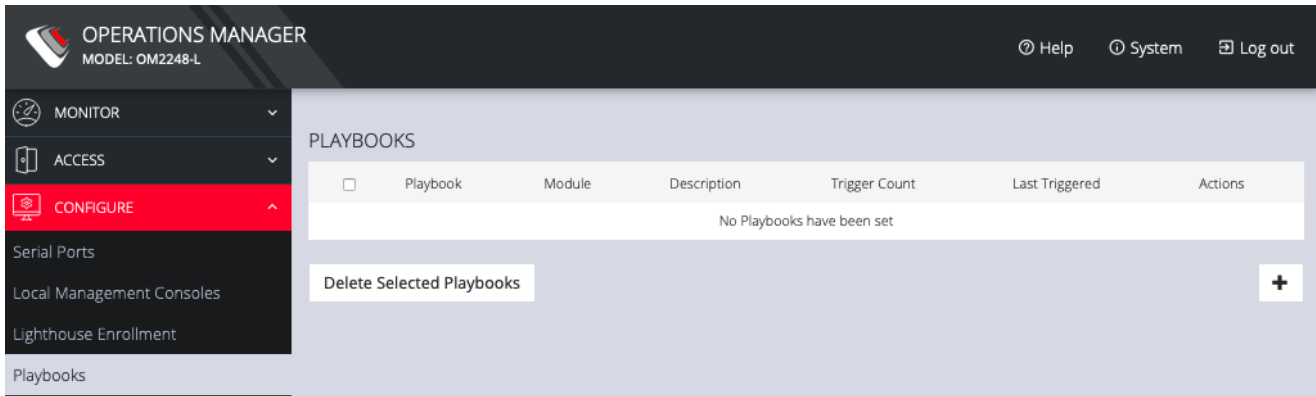 OPERATIONS MANAGER
MODEL: OM2248-L
Help System Log out
MONITOR
ACCESS
CONFIGURE
Serial Ports
Local Management Consoles
Lighthouse Enrollment
Playbooks
PLAYBOOKS
Playbook Module Description Trigger Count Last Triggered Actions
No Playbooks have been set
Delete Selected Playbooks